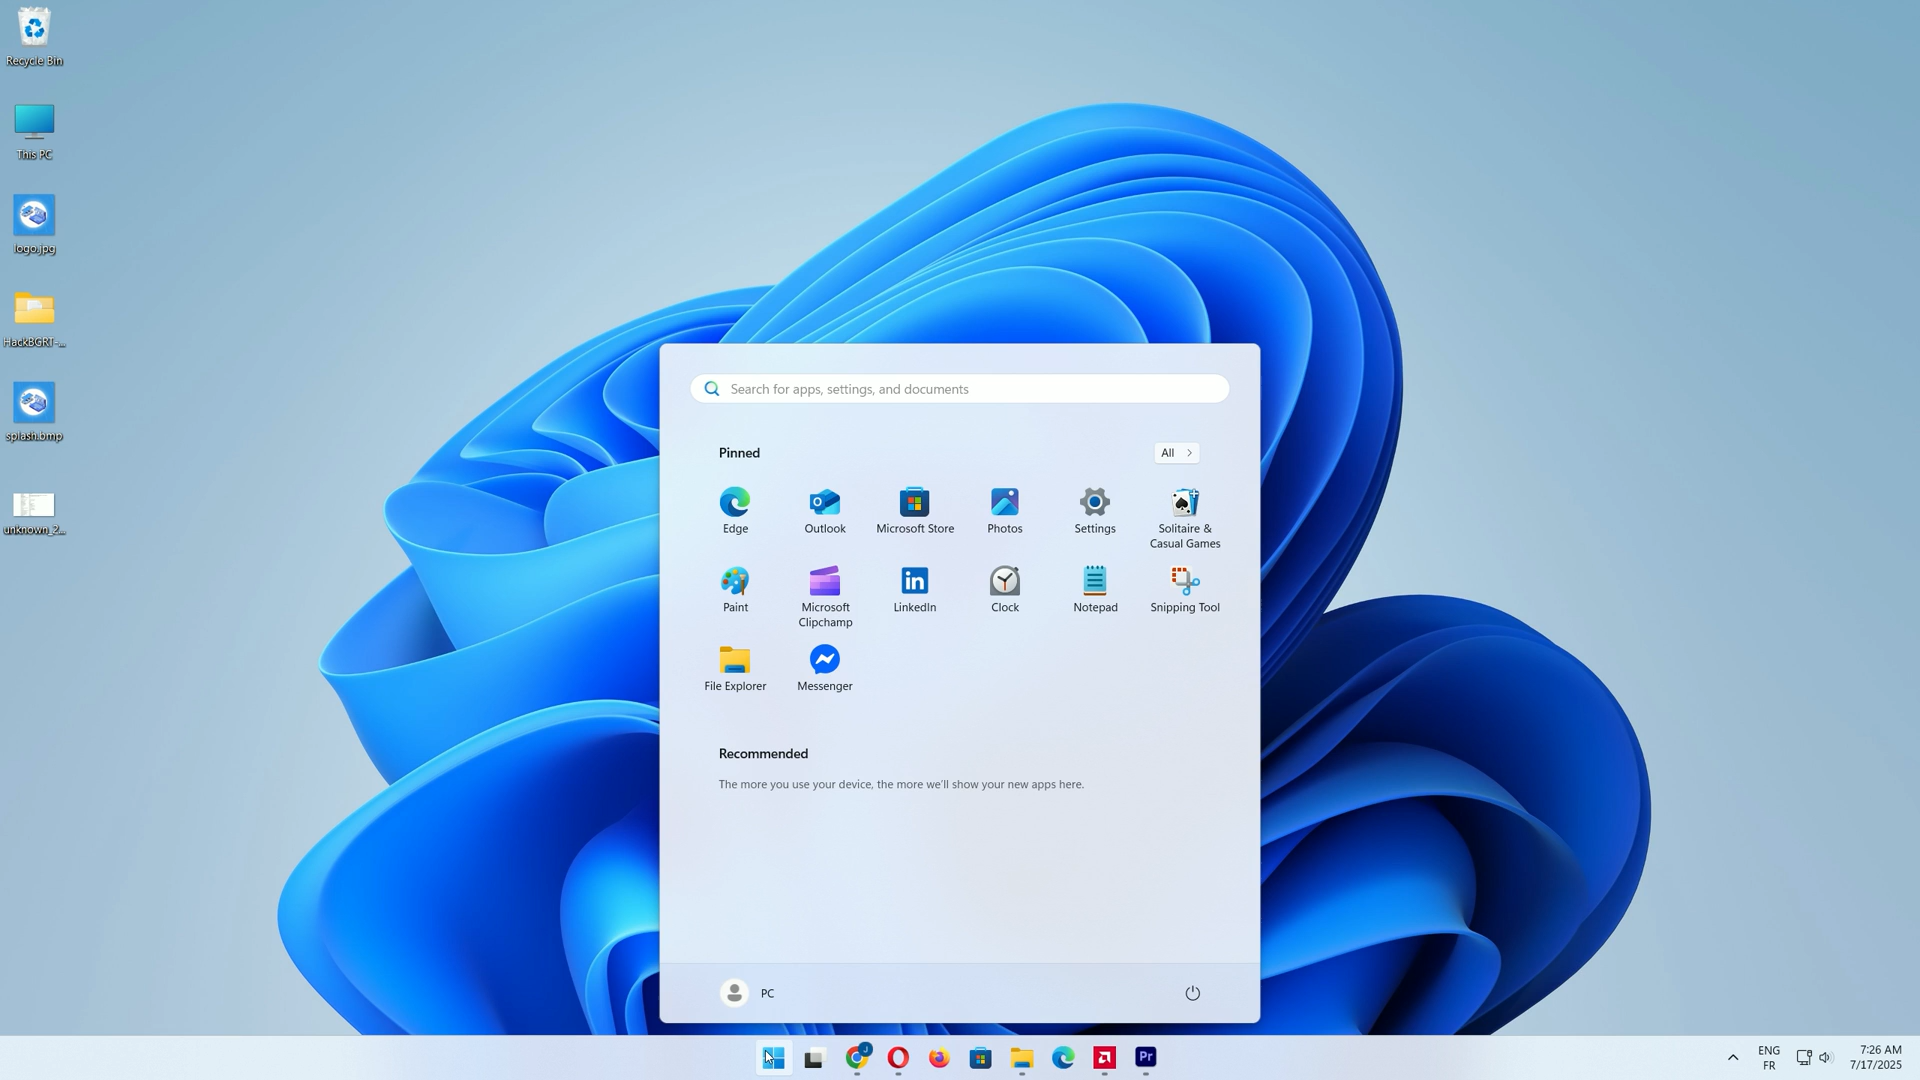 Recycle Bin
This PC
logo.jpg
HackBGRT-...
splash.bmp
unknown_2...
Search for apps, settings, and documents
Pinned
All
Edge
Outlook
Microsoft Store
Photos
Settings
Solitaire &
Casual Games
Paint
Microsoft
Clipchamp
LinkedIn
Clock
Notepad
Snipping Tool
File Explorer
Messenger
Recommended
The more you use your device, the more we'll show your new apps here.
PC
J
Pr
ENG
FR
7:26 AM
7/17/2025